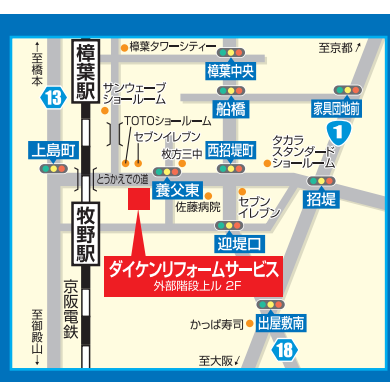 ↑至橋本
樟葉駅
樟葉タワーシティー
至京都↗
樟葉中央
13
サンウェーブ
ショールーム
船橋
家具団地前
TOTOショールーム
セブンイレブン
1
上島町
枚方三中
西招堤町
タカラ
スタンダード
ショールーム
とうかえでの道
養父東
招堤
佐藤病院
セブン
イレブン
牧野駅
迎堤口
ダイケンリフォームサービス
外部階段上ル 2F
京阪電鉄
至御殿山↓
かっぱ寿司
出屋敷南
18
至大阪↙